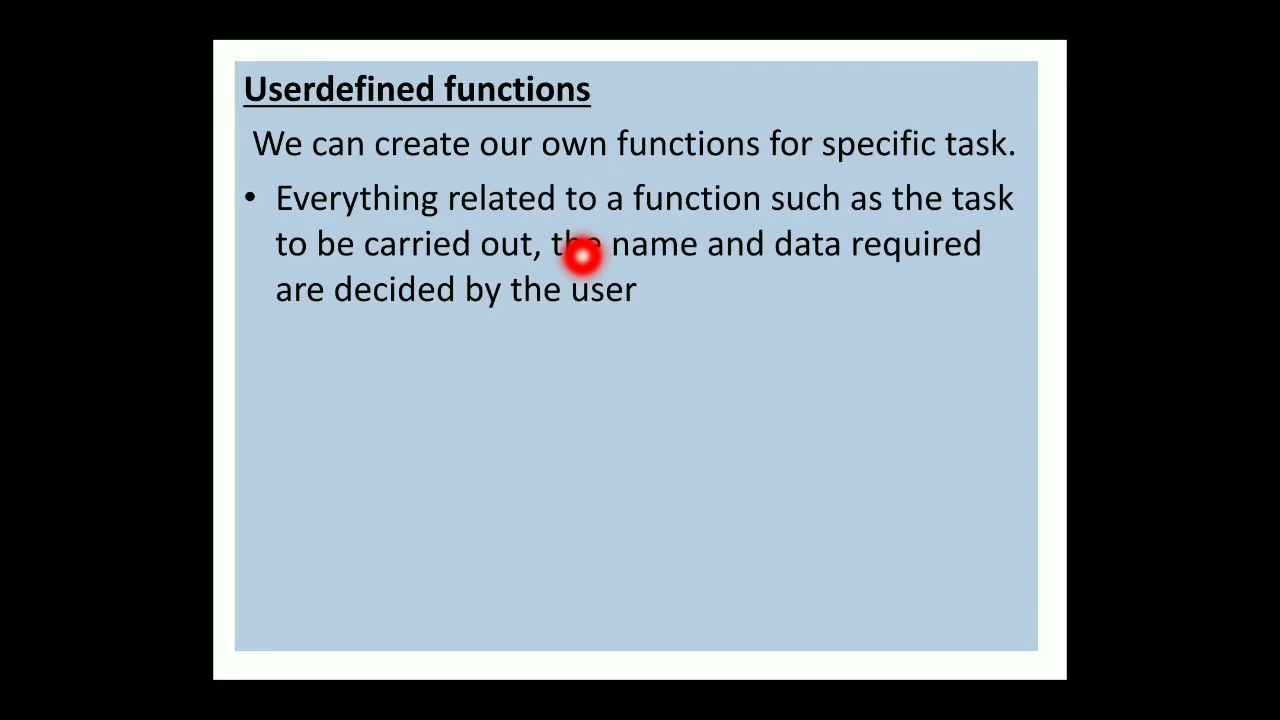 Userdefined functions
We can create our own functions for specific task.
• Everything related to a function such as the task
to be carried out, the name and data required
are decided by the user